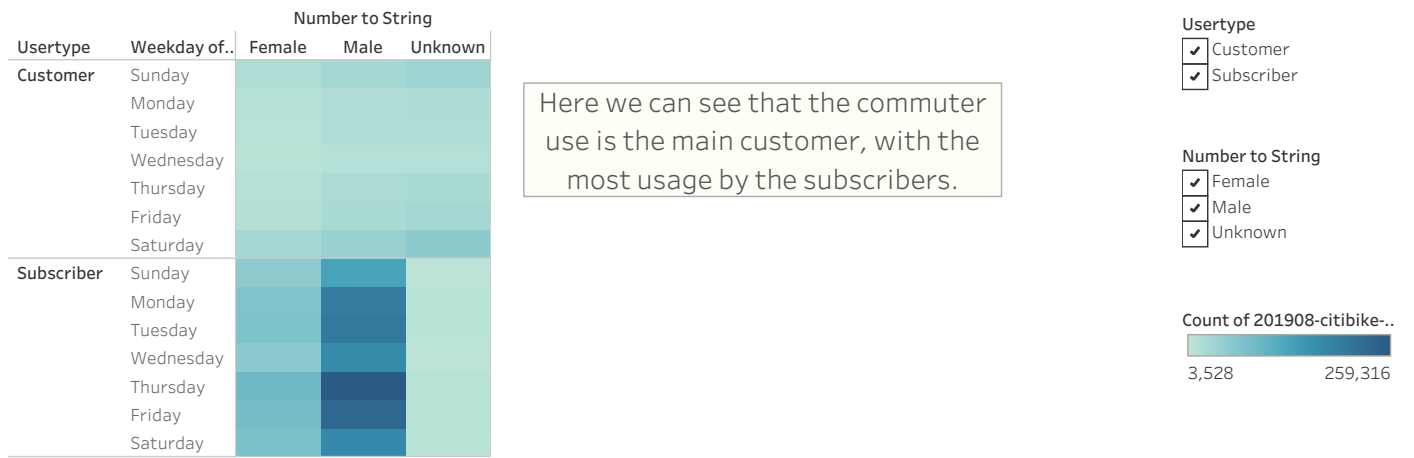 Number to String
Usertype Weekday of.. Female Male Unknown
Customer Sunday
Monday
Tuesday
Wednesday
Thursday
Friday
Saturday
Subscriber Sunday
Monday
Tuesday
Wednesday
Thursday
Friday
Saturday
Here we can see that the commuter
use is the main customer, with the
most usage by the subscribers.
Usertype
Customer
Subscriber
Number to String
Female
Male
Unknown
Count of 201908-citibike-..
3,528 259,316